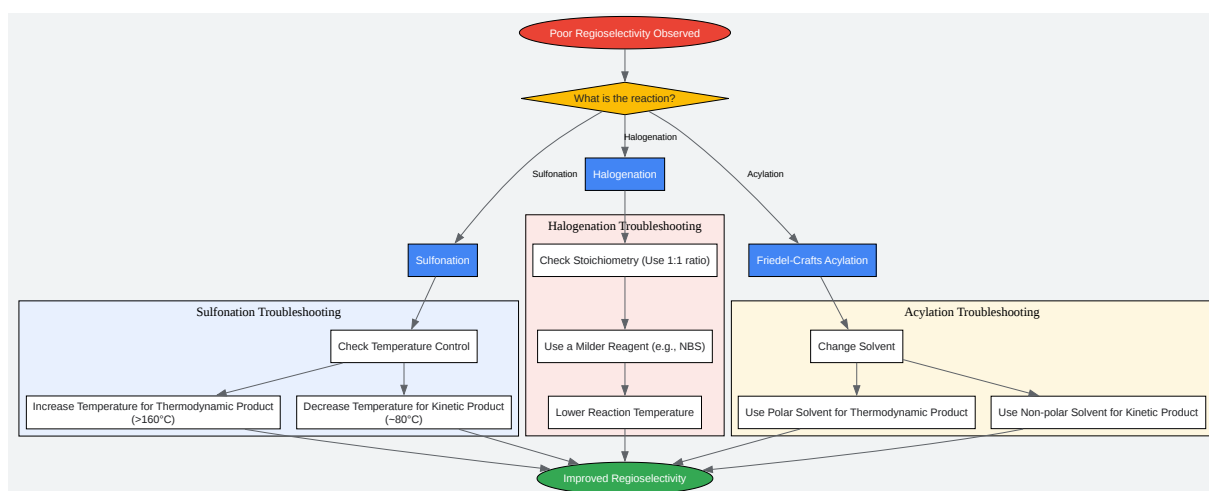 Poor Regioselectivity Observed
What is the reaction?
Halogenation
Sulfonation
Halogenation
Acylation
Halogenation Troubleshooting
Sulfonation
Check Stoichiometry (Use 1:1 ratio)
Friedel-Crafts Acylation
Sulfonation Troubleshooting
Acylation Troubleshooting
Check Temperature Control
Use a Milder Reagent (e.g., NBS)
Change Solvent
Increase Temperature for Thermodynamic Product
(>160°C)
Decrease Temperature for Kinetic Product
(~80°C)
Lower Reaction Temperature
Use Polar Solvent for Thermodynamic Product
Use Non-polar Solvent for Kinetic Product
Improved Regioselectivity